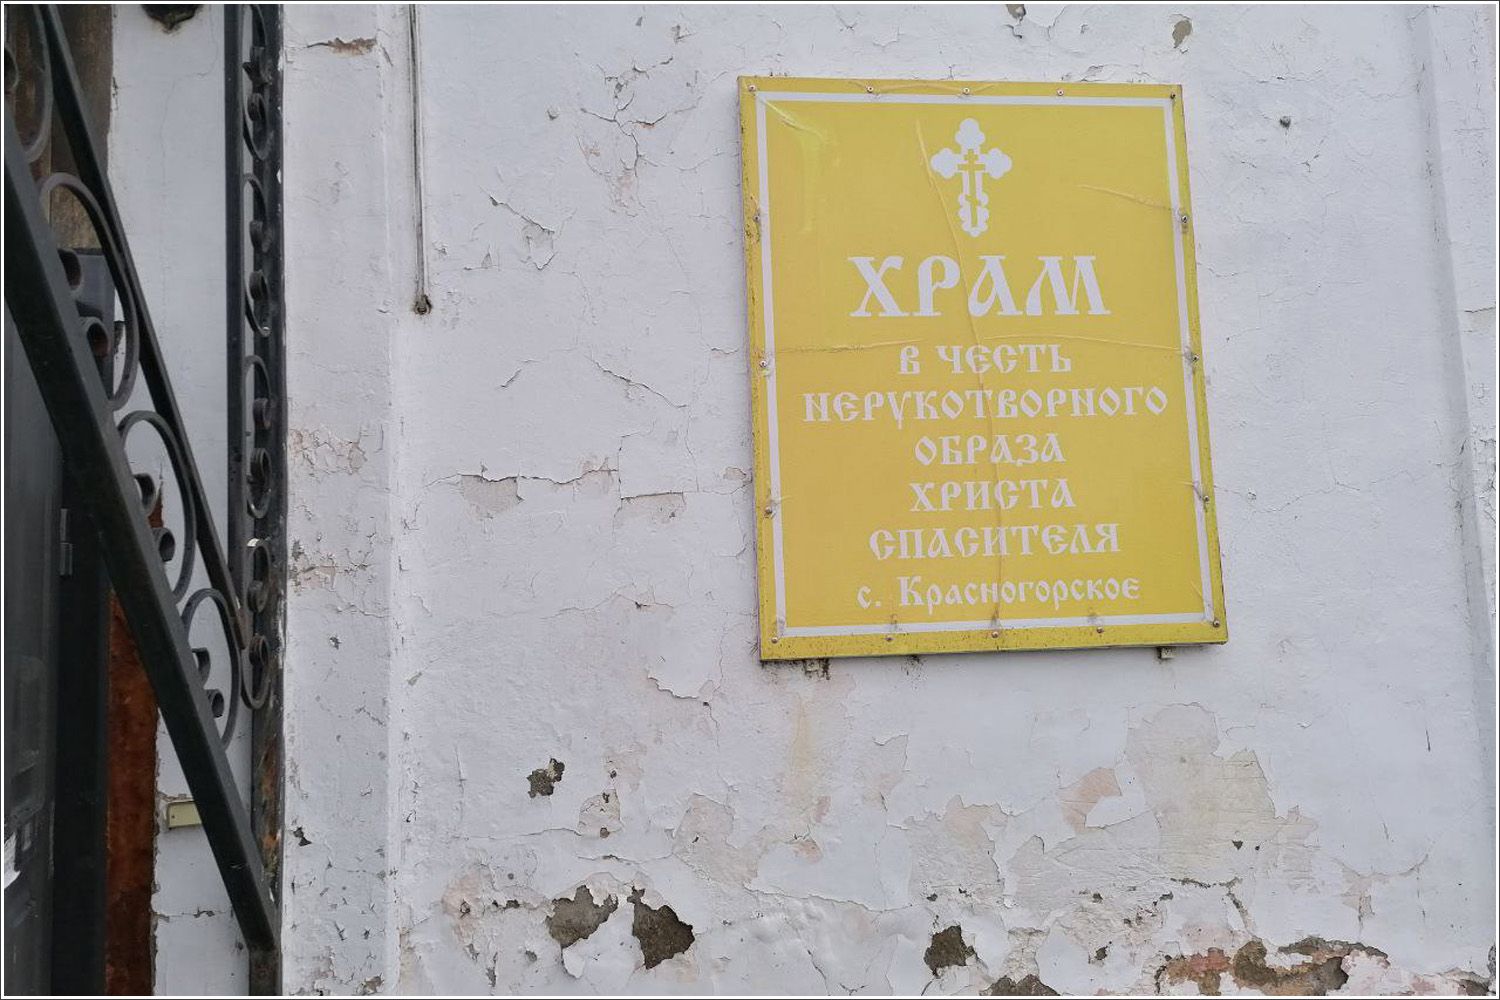 ХРАМ
в честь
нерукотворного
образа
христа
спасителя
с. Красногорское